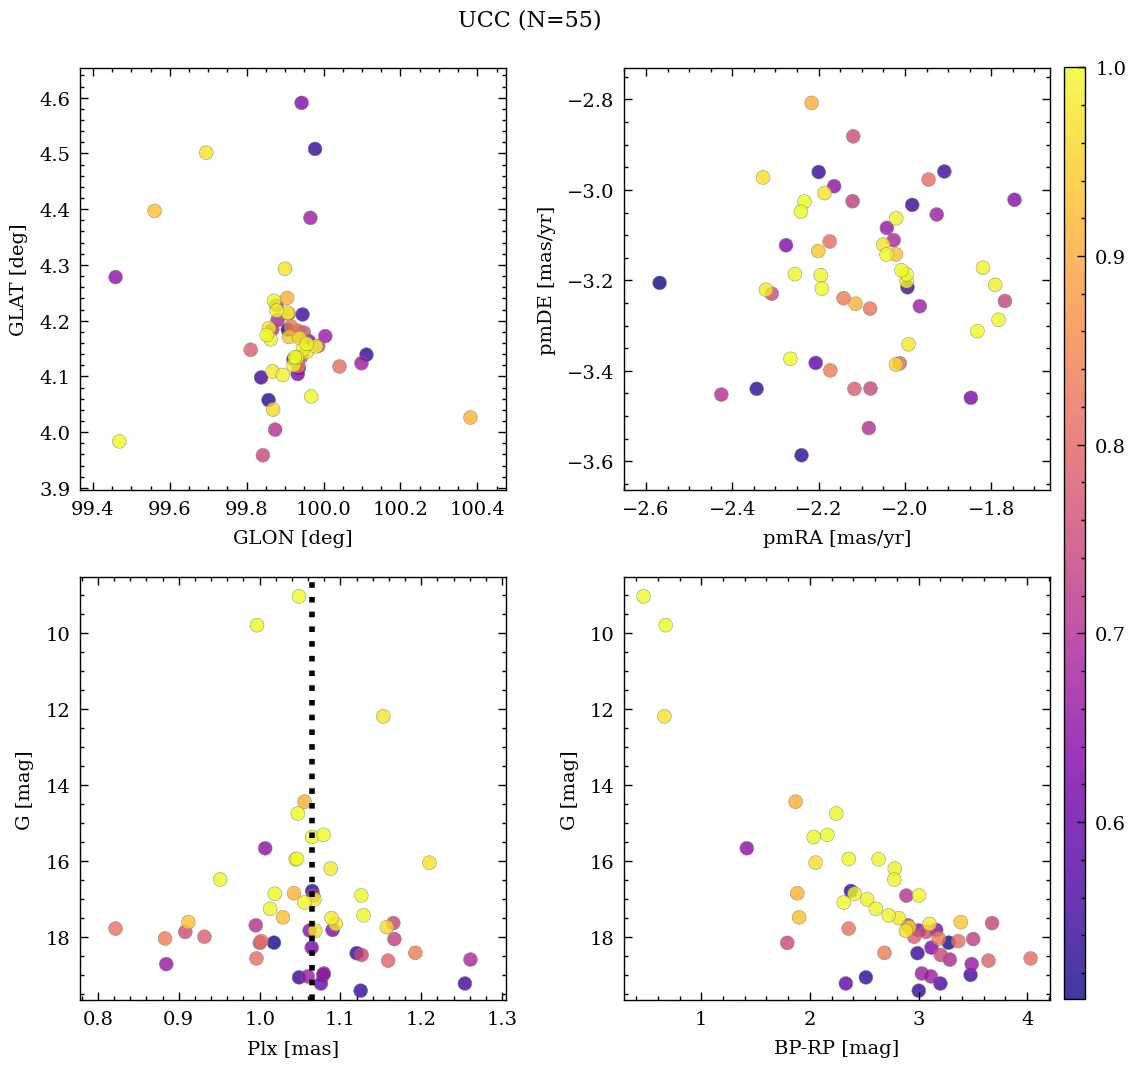 UCC (N=55)
4.6
4.5
4.4
4.3
4.2
4.1
4.0
3.9
GLAT [deg]
99.4 99.6 99.8 100.0 100.2 100.4
GLON [deg]
−2.8
−3.0
−3.2
−3.4
−3.6
pmDE [mas/yr]
−2.6 −2.4 −2.2 −2.0 −1.8
pmRA [mas/yr]
1.0
0.9
0.8
0.7
0.6
10
12
14
16
18
G [mag]
0.8 0.9 1.0 1.1 1.2 1.3
Plx [mas]
10
12
14
16
18
G [mag]
1 2 3 4
BP-RP [mag]